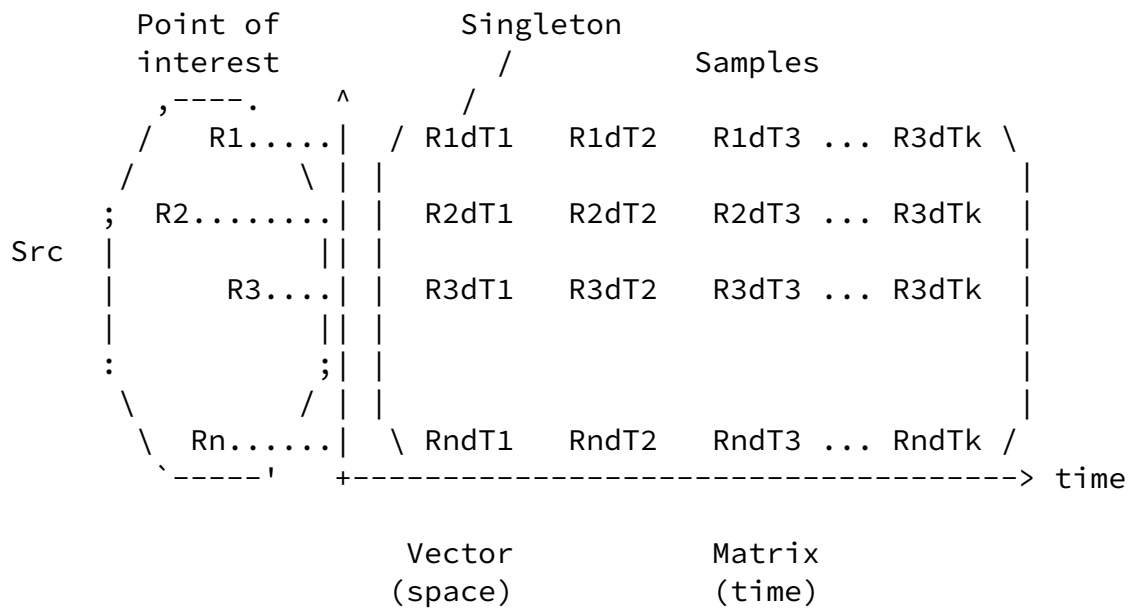 Point of Singleton
interest / Samples
,----. ^ /
/ R1.....| / R1dT1 R1dT2 R1dT3 ... R3dTk \
/ \ | | |
; R2........| | R2dT1 R2dT2 R2dT3 ... R3dTk |
Src | || | |
| R3....| | R3dT1 R3dT2 R3dT3 ... R3dTk |
| || | |
: ;| | |
\ / | | |
\ Rn......| \ RndT1 RndT2 RndT3 ... RndTk /
`-----' +-------------------------------------> time
Vector Matrix
(space) (time)